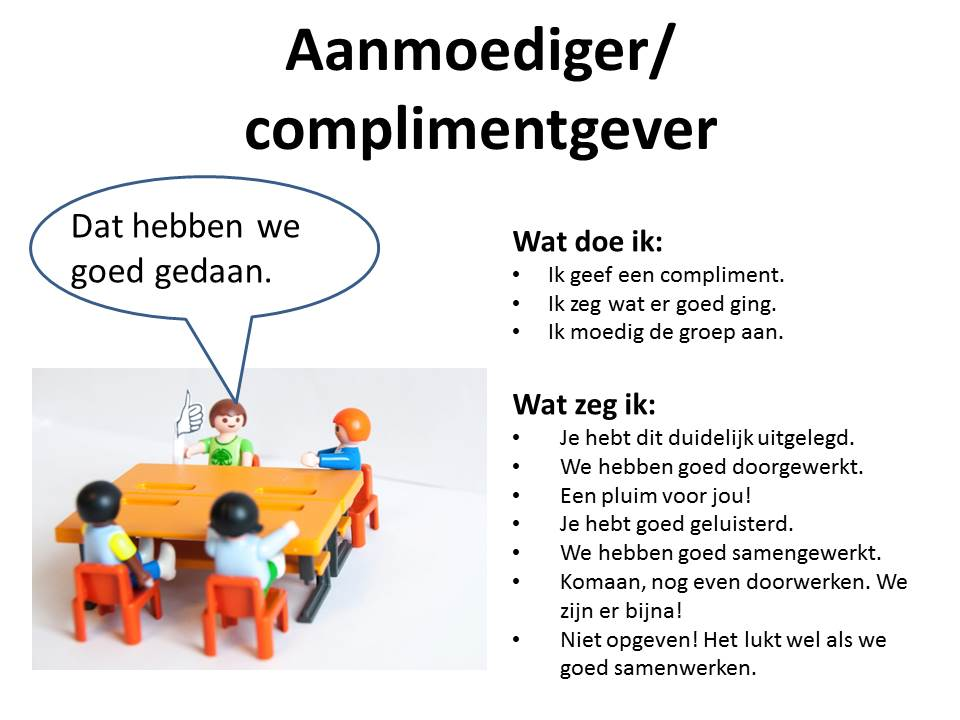 Aanmoediger/
complimentgever
Dat hebben we
goed gedaan.
Wat doe ik:
• Ik geef een compliment.
• Ik zeg wat er goed ging.
• Ik moedig de groep aan.
Wat zeg ik:
• Je hebt dit duidelijk uitgelegd.
• We hebben goed doorgewerkt.
• Een pluim voor jou!
• Je hebt goed geluisterd.
• We hebben goed samengewerkt.
• Komaan, nog even doorwerken. We
zijn er bijna!
• Niet opgeven! Het lukt wel als we
goed samenwerken.